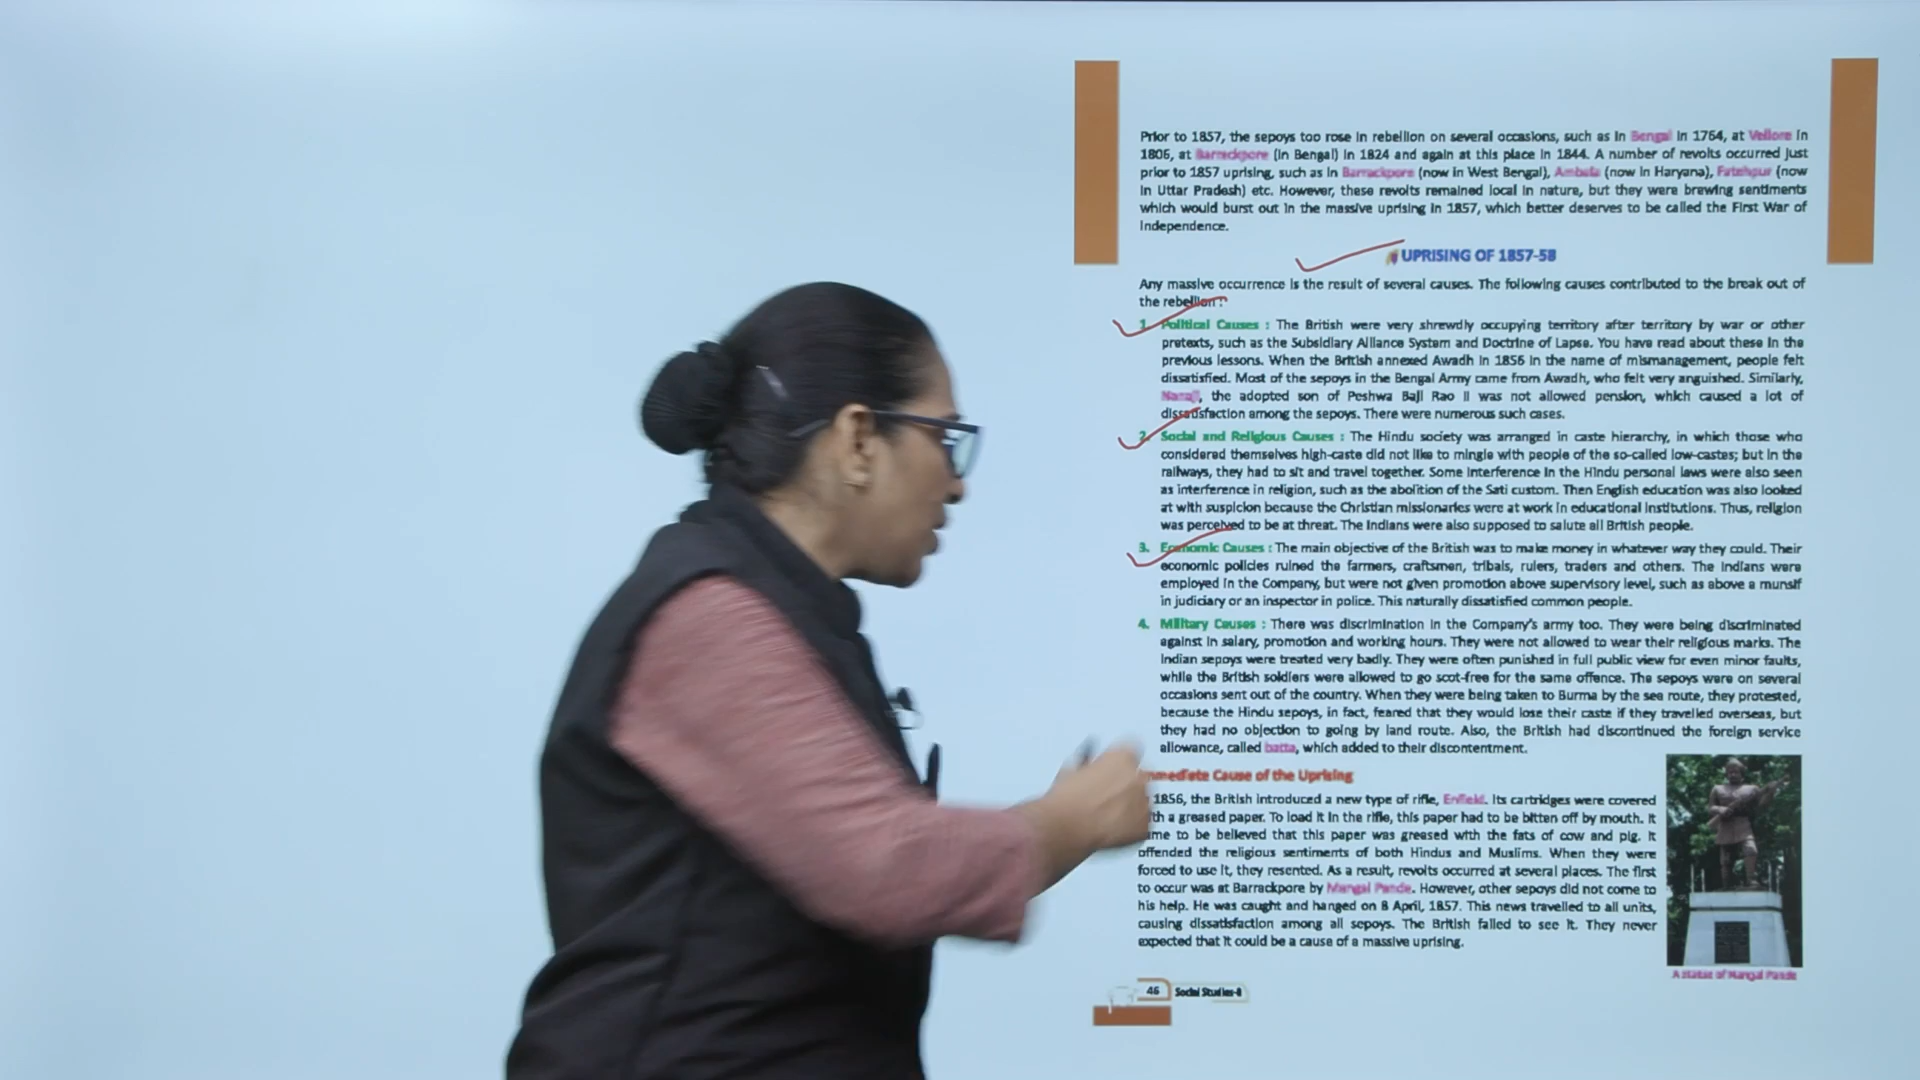 Prior to 1857, the sepoys too rose in rebellion on several occasions, such as in Bengal in 1764, at Vellore in
1806, at Barrackpore (in Bengal) in 1824 and again at this place in 1844. A number of revolts occurred just
prior to 1857 uprising, such as in Barrackpore (now in West Bengal), Ambala (now in Haryana), Fatehpur (now
in Uttar Pradesh) etc. However, these revolts remained local in nature, but they were brewing sentiments
which would burst out in the massive uprising in 1857, which better deserves to be called the First War of
Independence.
UPRISING OF 1857-58
Any massive occurrence is the result of several causes. The following causes contributed to the break out of
the rebellion :
1. Political Causes : The British were very shrewdly occupying territory after territory by war or other
pretexts, such as the Subsidiary Alliance System and Doctrine of Lapse. You have read about these in the
previous lessons. When the British annexed Awadh in 1856 in the name of mismanagement, people felt
dissatisfied. Most of the sepoys in the Bengal Army came from Awadh, who felt very anguished. Similarly,
Nanaji, the adopted son of Peshwa Baji Rao II was not allowed pension, which caused a lot of
dissatisfaction among the sepoys. There were numerous such cases.
2. Social and Religious Causes : The Hindu society was arranged in caste hierarchy, in which those who
considered themselves high-caste did not like to mingle with people of the so-called low-castes; but in the
railways, they had to sit and travel together. Some interference in the Hindu personal laws were also seen
as interference in religion, such as the abolition of the Sati custom. Then English education was also looked
at with suspicion because the Christian missionaries were at work in educational institutions. Thus, religion
was perceived to be at threat. The Indians were also supposed to salute all British people.
3. Economic Causes : The main objective of the British was to make money in whatever way they could. Their
economic policies ruined the farmers, craftsmen, tribals, rulers, traders and others. The Indians were
employed in the Company, but were not given promotion above supervisory level, such as above a munsif
in judiciary or an inspector in police. This naturally dissatisfied common people.
4. Military Causes : There was discrimination in the Company's army too. They were being discriminated
against in salary, promotion and working hours. They were not allowed to wear their religious marks. The
Indian sepoys were treated very badly. They were often punished in full public view for even minor faults,
while the British soldiers were allowed to go scot-free for the same offence. The sepoys were on several
occasions sent out of the country. When they were being taken to Burma by the sea route, they protested,
because the Hindu sepoys, in fact, feared that they would lose their caste if they travelled overseas, but
they had no objection to going by land route. Also, the British had discontinued the foreign service
allowance, called batta, which added to their discontentment.
Cause of the Uprising
1856, the British introduced a new type of rifle, Enfield. Its cartridges were covered
a greased paper. To load it in the rifle, this paper had to be bitten off by mouth. It
to be believed that this paper was greased with the fats of cow and pig. It
offended the religious sentiments of both Hindus and Muslims. When they were
forced to use it, they resented. As a result, revolts occurred at several places. The first
to occur was at Barrackpore by Mangal Pande. However, other sepoys did not come to
his help. He was caught and hanged on 8 April, 1857. This news travelled to all units,
causing dissatisfaction among all sepoys. The British failed to see it. They never
expected that it could be a cause of a massive uprising.
A statue of Mangal Pande
46 Social Studies-8